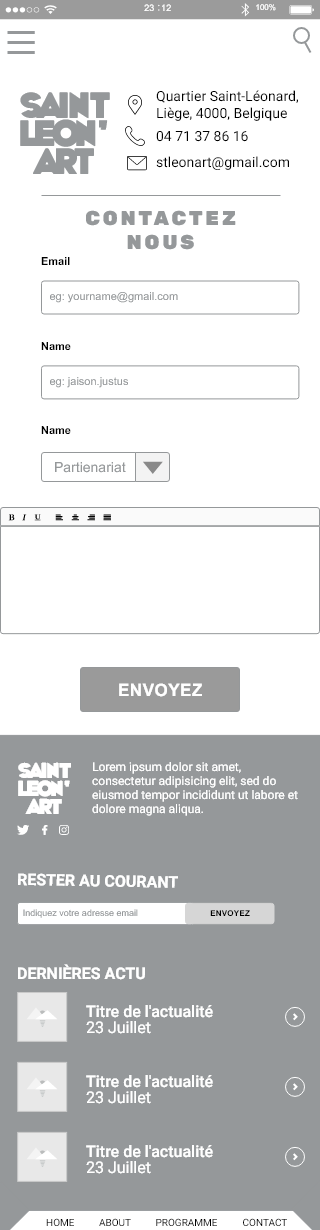 23 : 12
100%
SAINT
LEON'
ART
Quartier Saint-Léonard,
Liège, 4000, Belgique
04 71 37 86 16
stleonart@gmail.com
CONTACTEZ
NOUS
Email
eg: yourname@gmail.com
Name
eg: jaison.justus
Name
Partienariat
B I U
ENVOYEZ
SAINT
LEON'
ART
Lorem ipsum dolor sit amet,
consectetur adipisicing elit, sed do
eiusmod tempor incididunt ut labore et
dolore magna aliqua.
RESTER AU COURANT
Indiquez votre adresse email
ENVOYEZ
DERNIÈRES ACTU
Titre de l'actualité
23 Juillet
Titre de l'actualité
23 Juillet
Titre de l'actualité
23 Juillet
HOME ABOUT PROGRAMME CONTACT